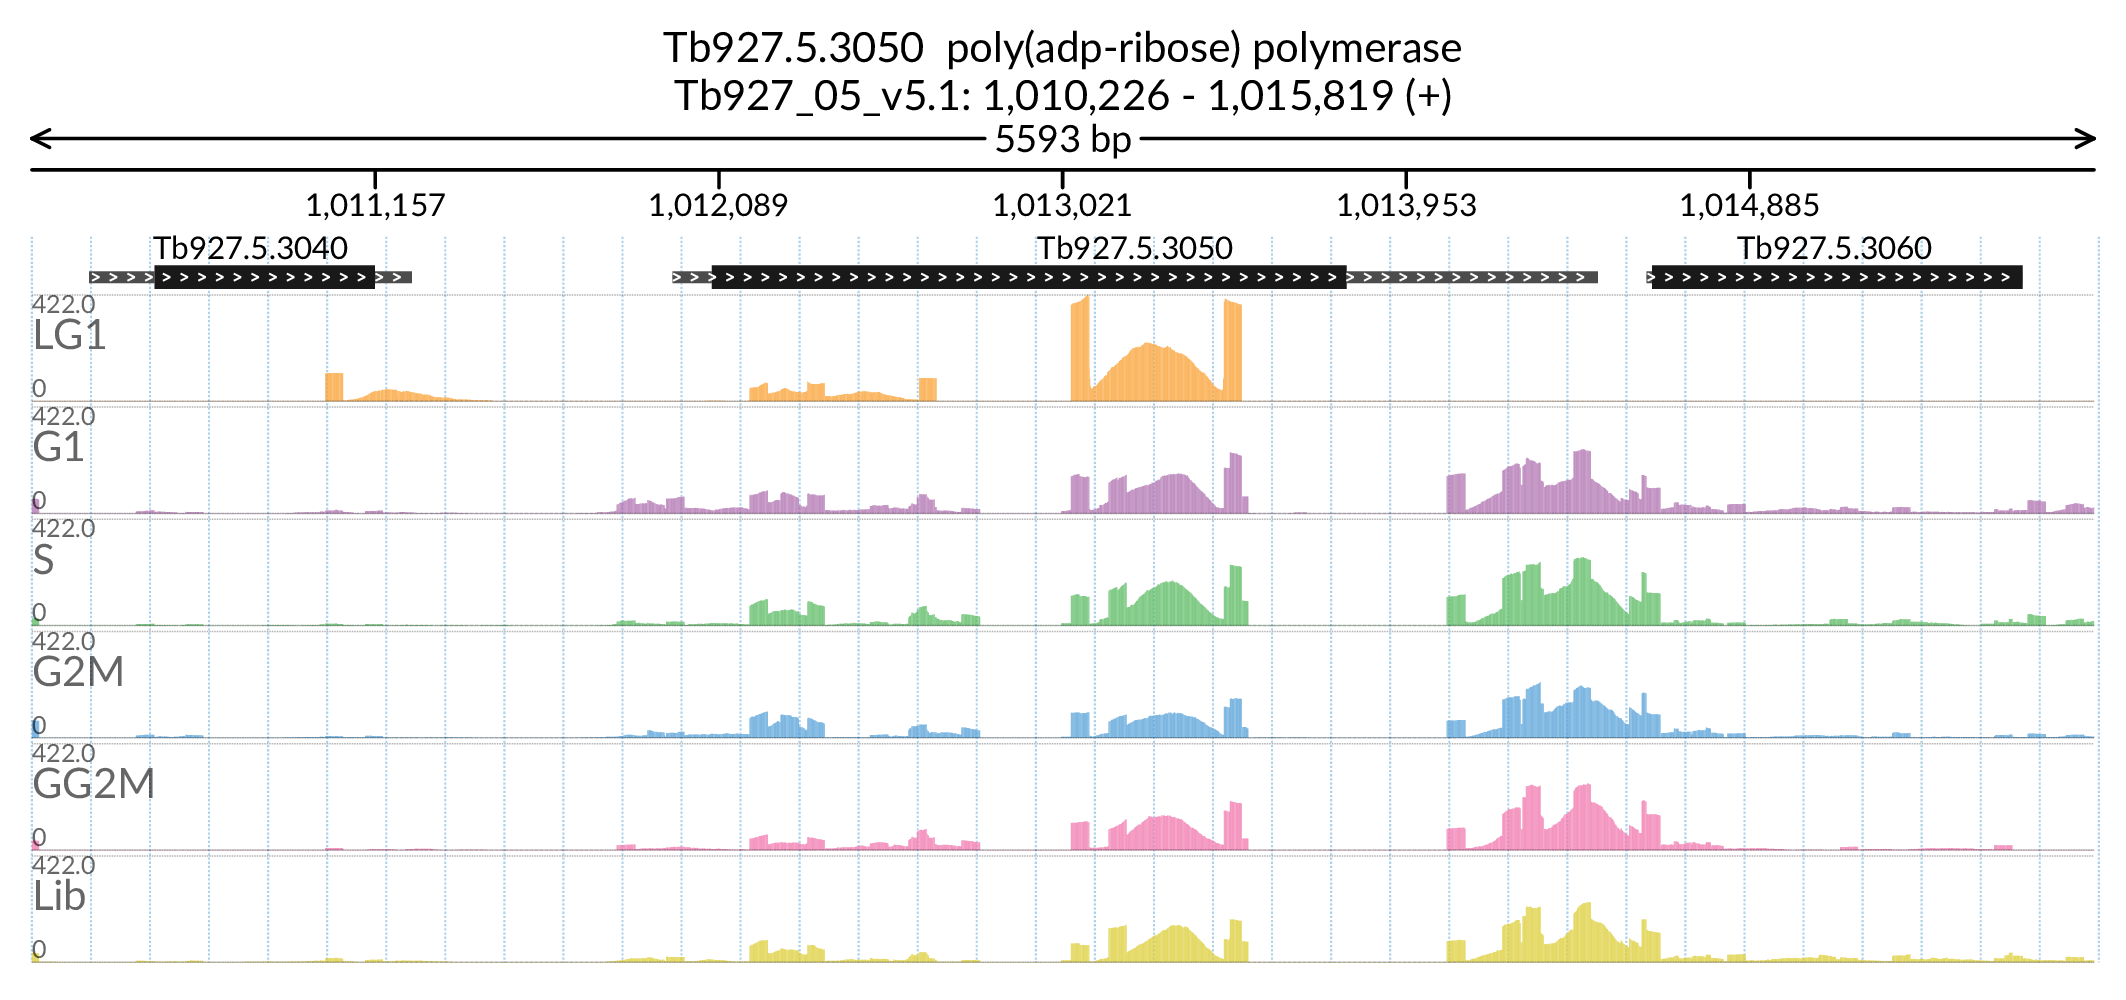 Tb927.5.3050 poly(adp-ribose) polymerase
Tb927_05_v5.1: 1,010,226 - 1,015,819 (+)
5593 bp
1,011,157 1,012,089 1,013,021 1,013,953 1,014,885
Tb927.5.3040 Tb927.5.3050 Tb927.5.3060
422.0
LG1
0
422.0
G1
0
422.0
S
0
422.0
G2M
0
422.0
GG2M
0
422.0
Lib
0